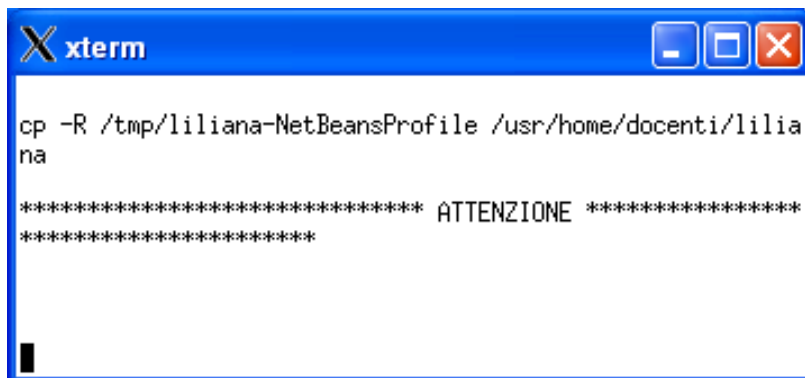 xterm
cp -R /tmp/liliana-NetBeansProfile /usr/home/docenti/lilia
na
****************************** ATTENZIONE ****************
**********************